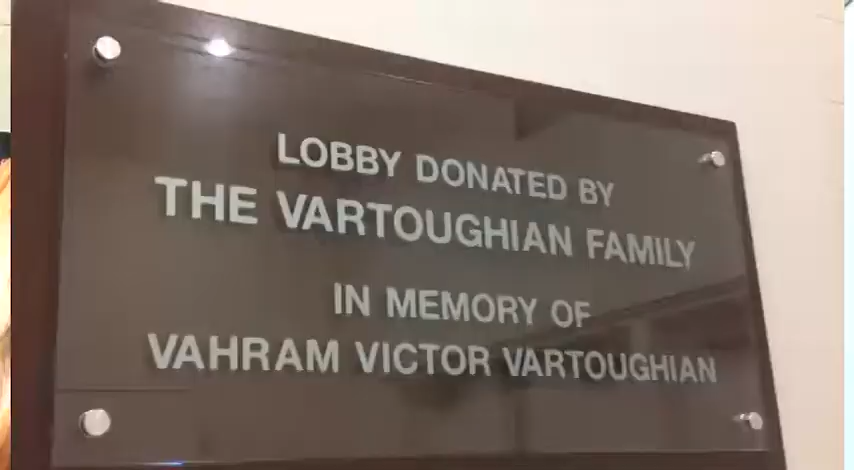 LOBBY DONATED BY
THE VARTOUGHIAN FAMILY
IN MEMORY OF
VAHRAM VICTOR VARTOUGHIAN